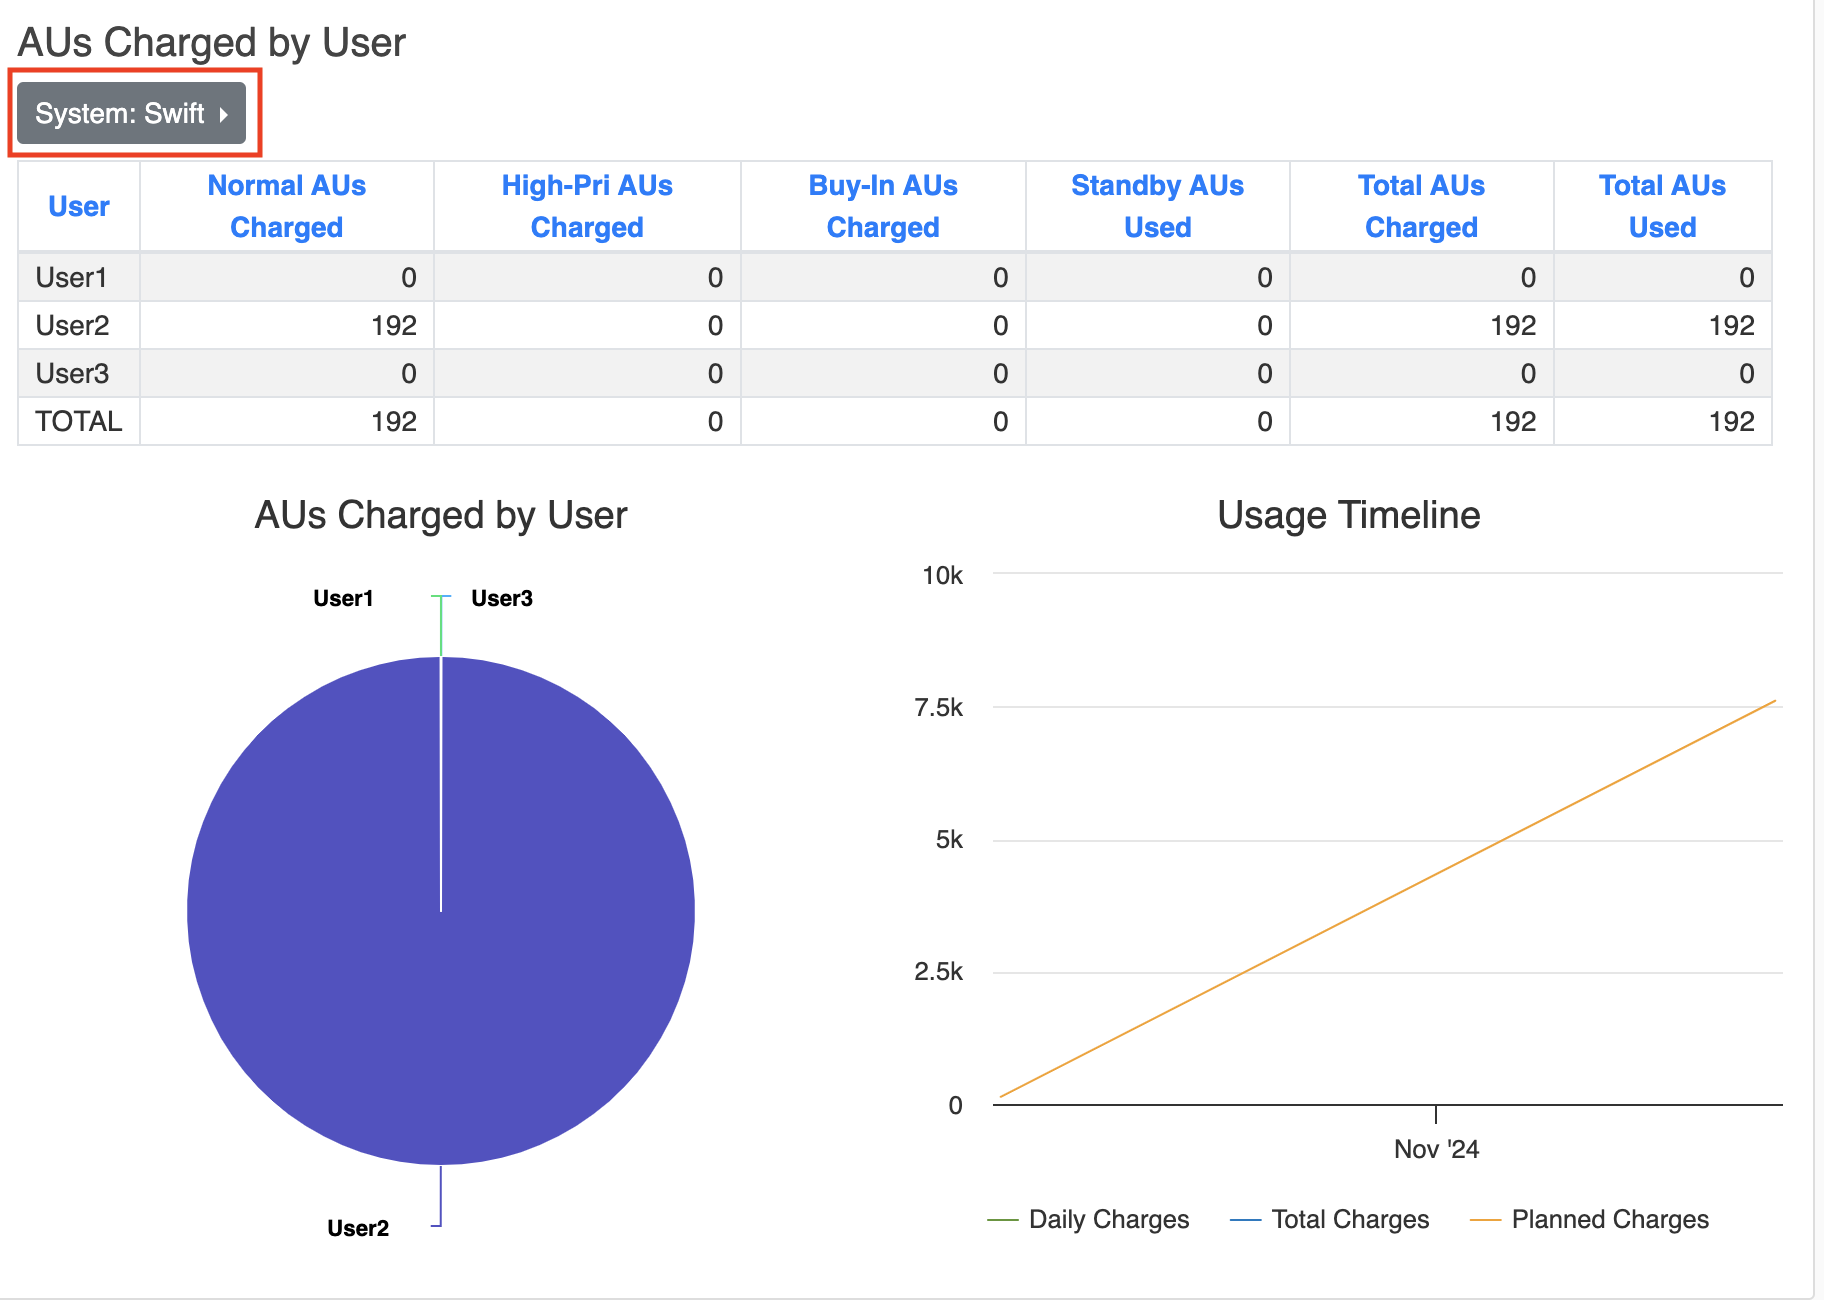 AUs Charged by User
System: Swift
User Normal AUs Charged High-Pri AUs Charged Buy-In AUs Charged Standby AUs Used Total AUs Charged Total AUs Used
User1 0 0 0 0 0 0
User2 192 0 0 0 192 192
User3 0 0 0 0 0 0
TOTAL 192 0 0 0 192 192
AUs Charged by User
User1 User3
User2
Usage Timeline
10k
7.5k
5k
2.5k
0
Nov '24
Daily Charges Total Charges Planned Charges